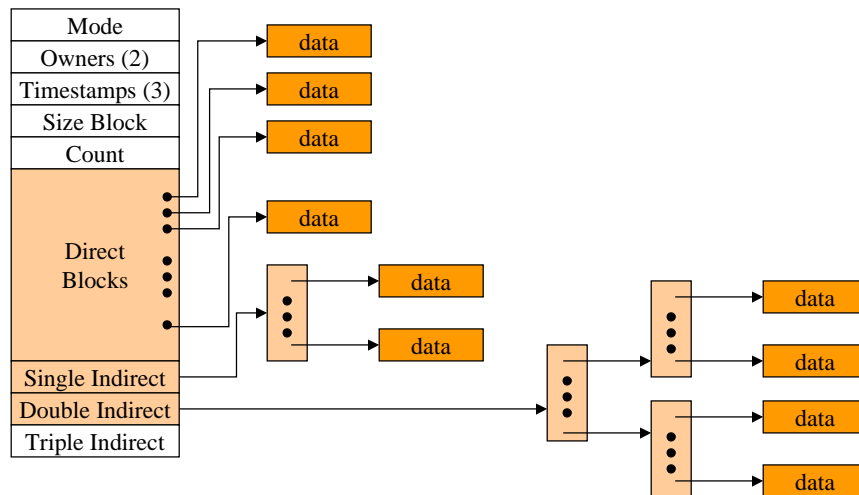 Mode
Owners (2)
Timestamps (3)
Size Block
Count
Direct
Blocks
Single Indirect
Double Indirect
Triple Indirect
data
data
data
data
data
data
data
data
data
data